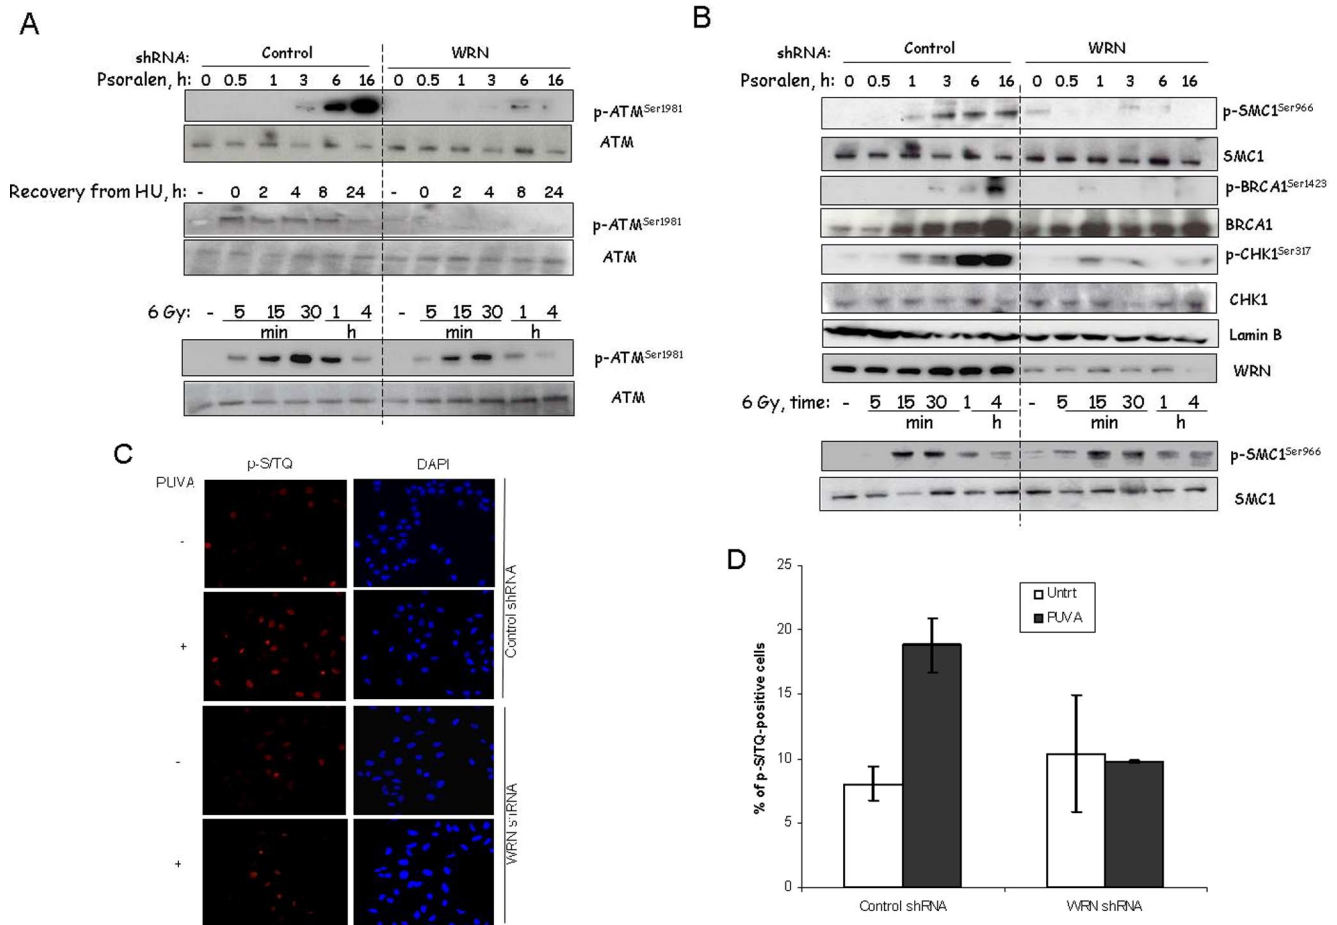 A
shRNA: Control WRN
Psoralen, h: 0 0.5 1 3 6 16 0 0.5 1 3 6 16
p-ATMSer1981
ATM
Recovery from HU, h: - 0 2 4 8 24 - 0 2 4 8 24
p-ATMSer1981
ATM
6 Gy: - 5 15 30 1 4 - 5 15 30 1 4
min h min h
p-ATMSer1981
ATM
B
shRNA: Control WRN
Psoralen, h: 0 0.5 1 3 6 16 0 0.5 1 3 6 16
p-SMC1Ser966
SMC1
p-BRCA1Ser1423
BRCA1
p-CHK1Ser317
CHK1
Lamin B
WRN
6 Gy, time: - 5 15 30 1 4 - 5 15 30 1 4
min h min h
p-SMC1Ser966
SMC1
C
p-S/TQ DAPI
PUVA
-
+
Control shRNA
-
+
WRN shRNA
D
% of p-S/TQ-positive cells
25
20
15
10
5
0
Untrt
PUVA
Control shRNA WRN shRNA